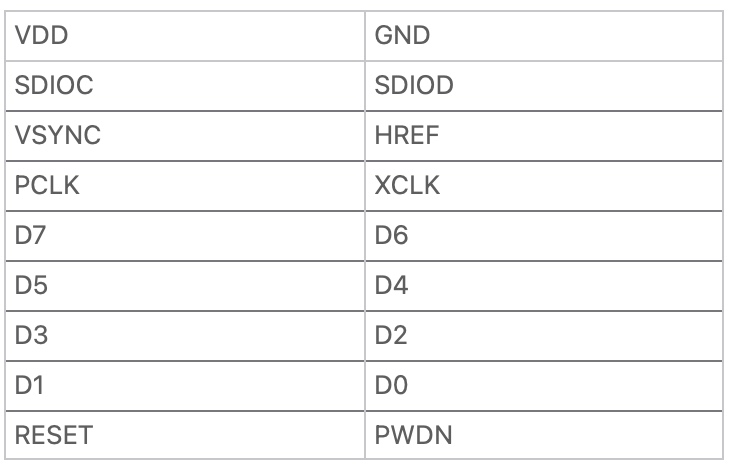 VDD GND
SDIOC SDIOD
VSYNC HREF
PCLK XCLK
D7 D6
D5 D4
D3 D2
D1 D0
RESET PWDN